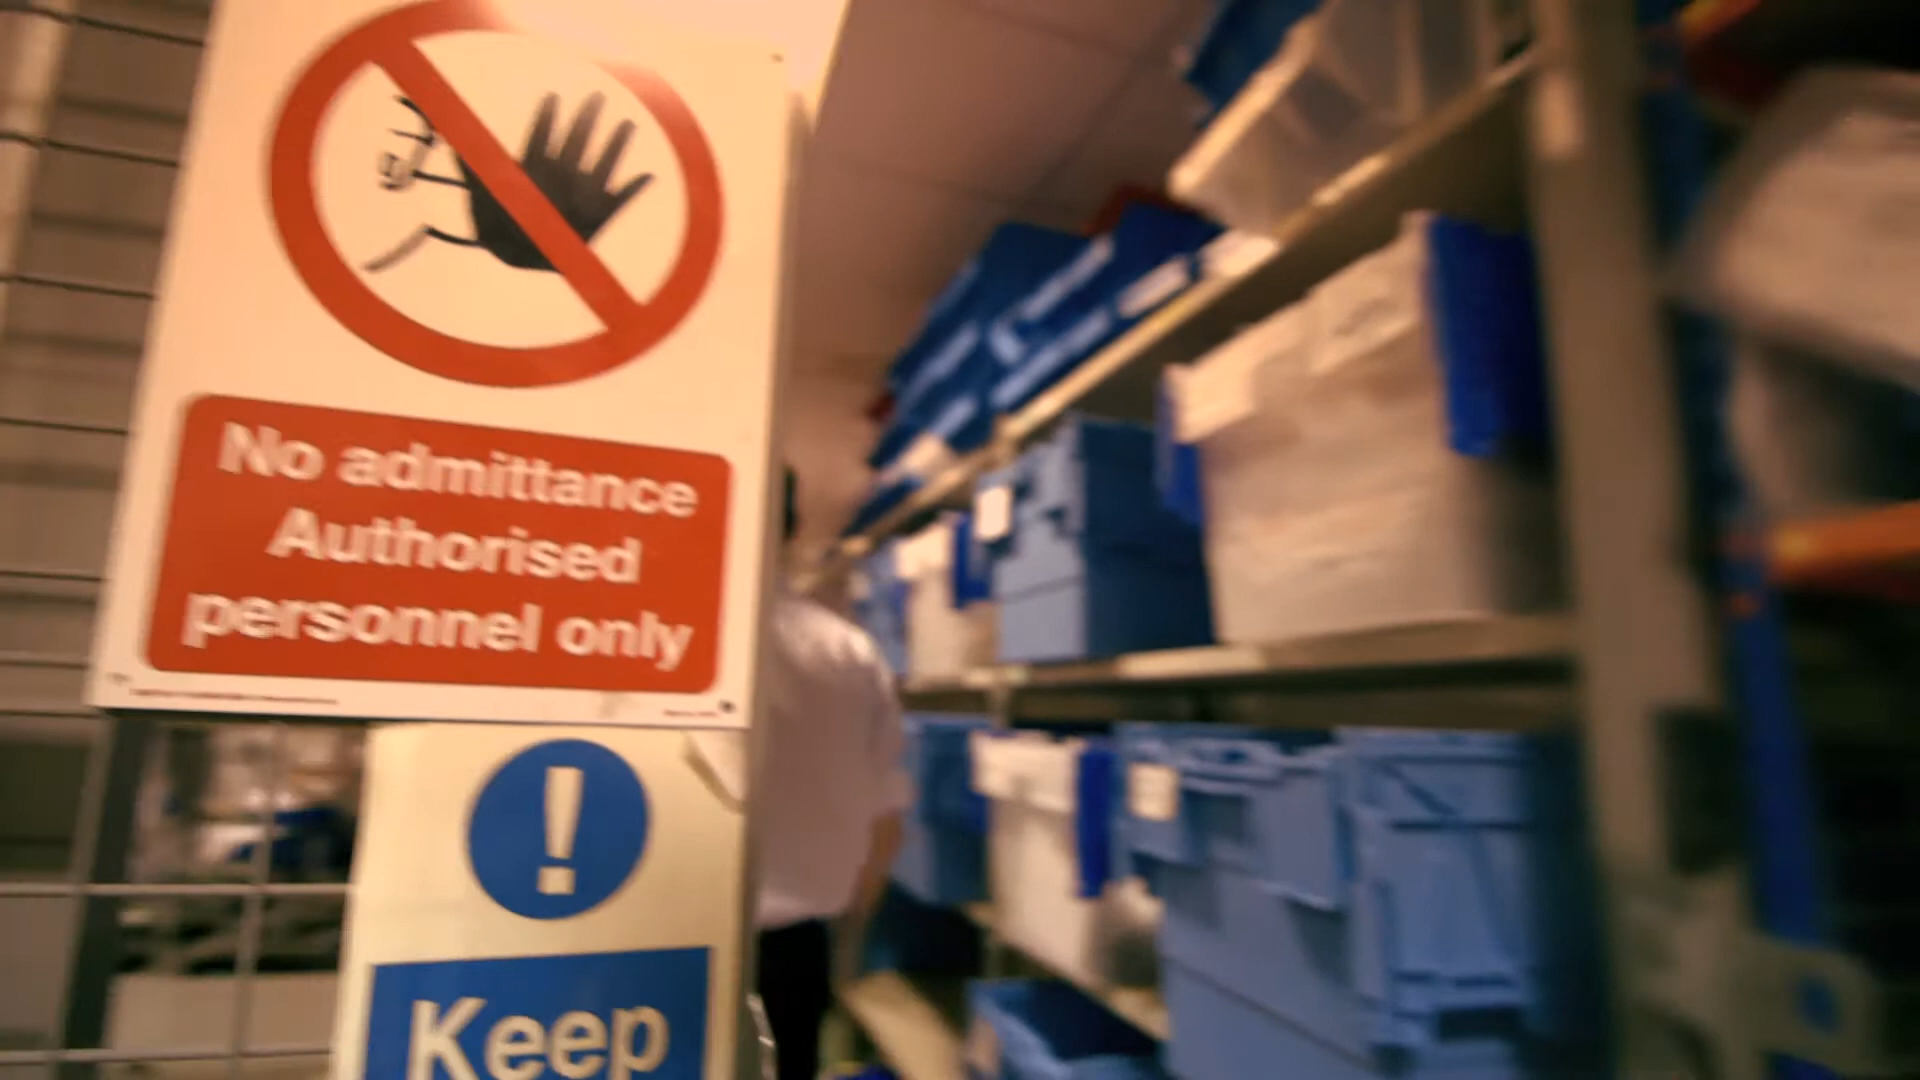 No admittance
Authorised
personnel only
!
Keep